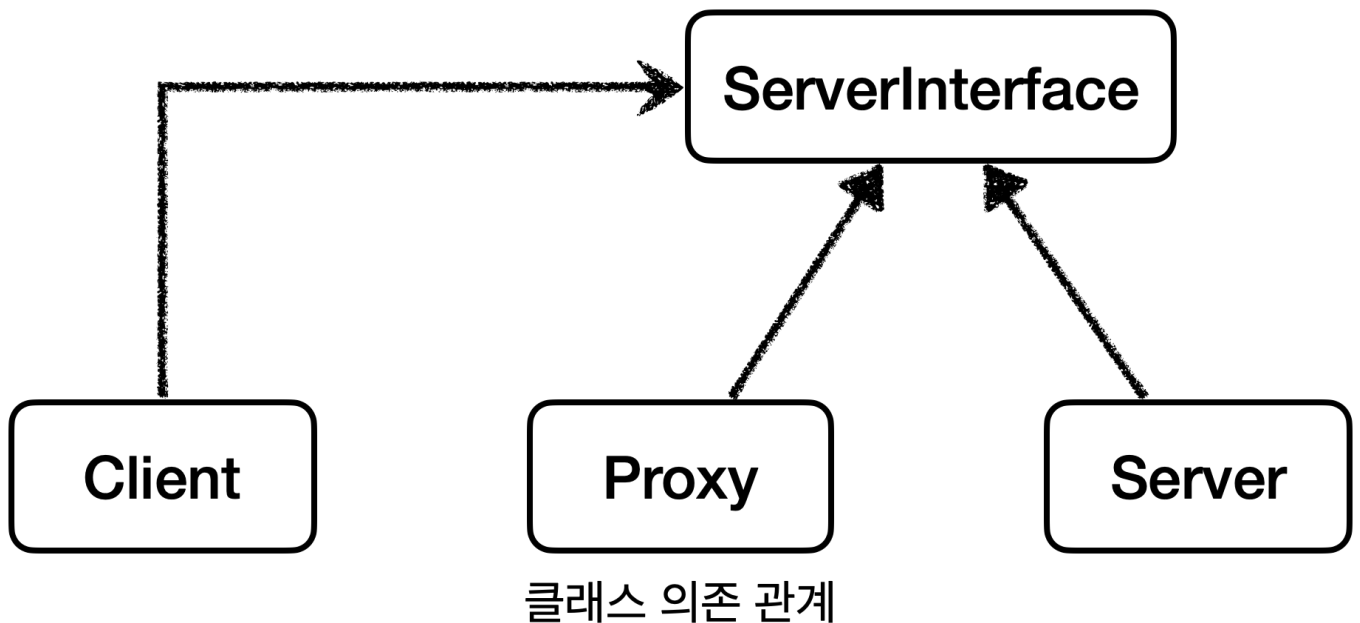 ServerInterface
Client
Proxy
Server
클래스 의존 관계